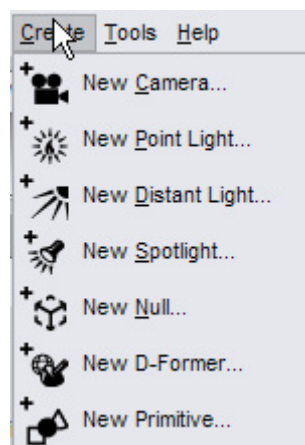 Create Tools Help
New Camera...
New Point Light...
New Distant Light...
New Spotlight...
New Null...
New D-Former...
New Primitive...